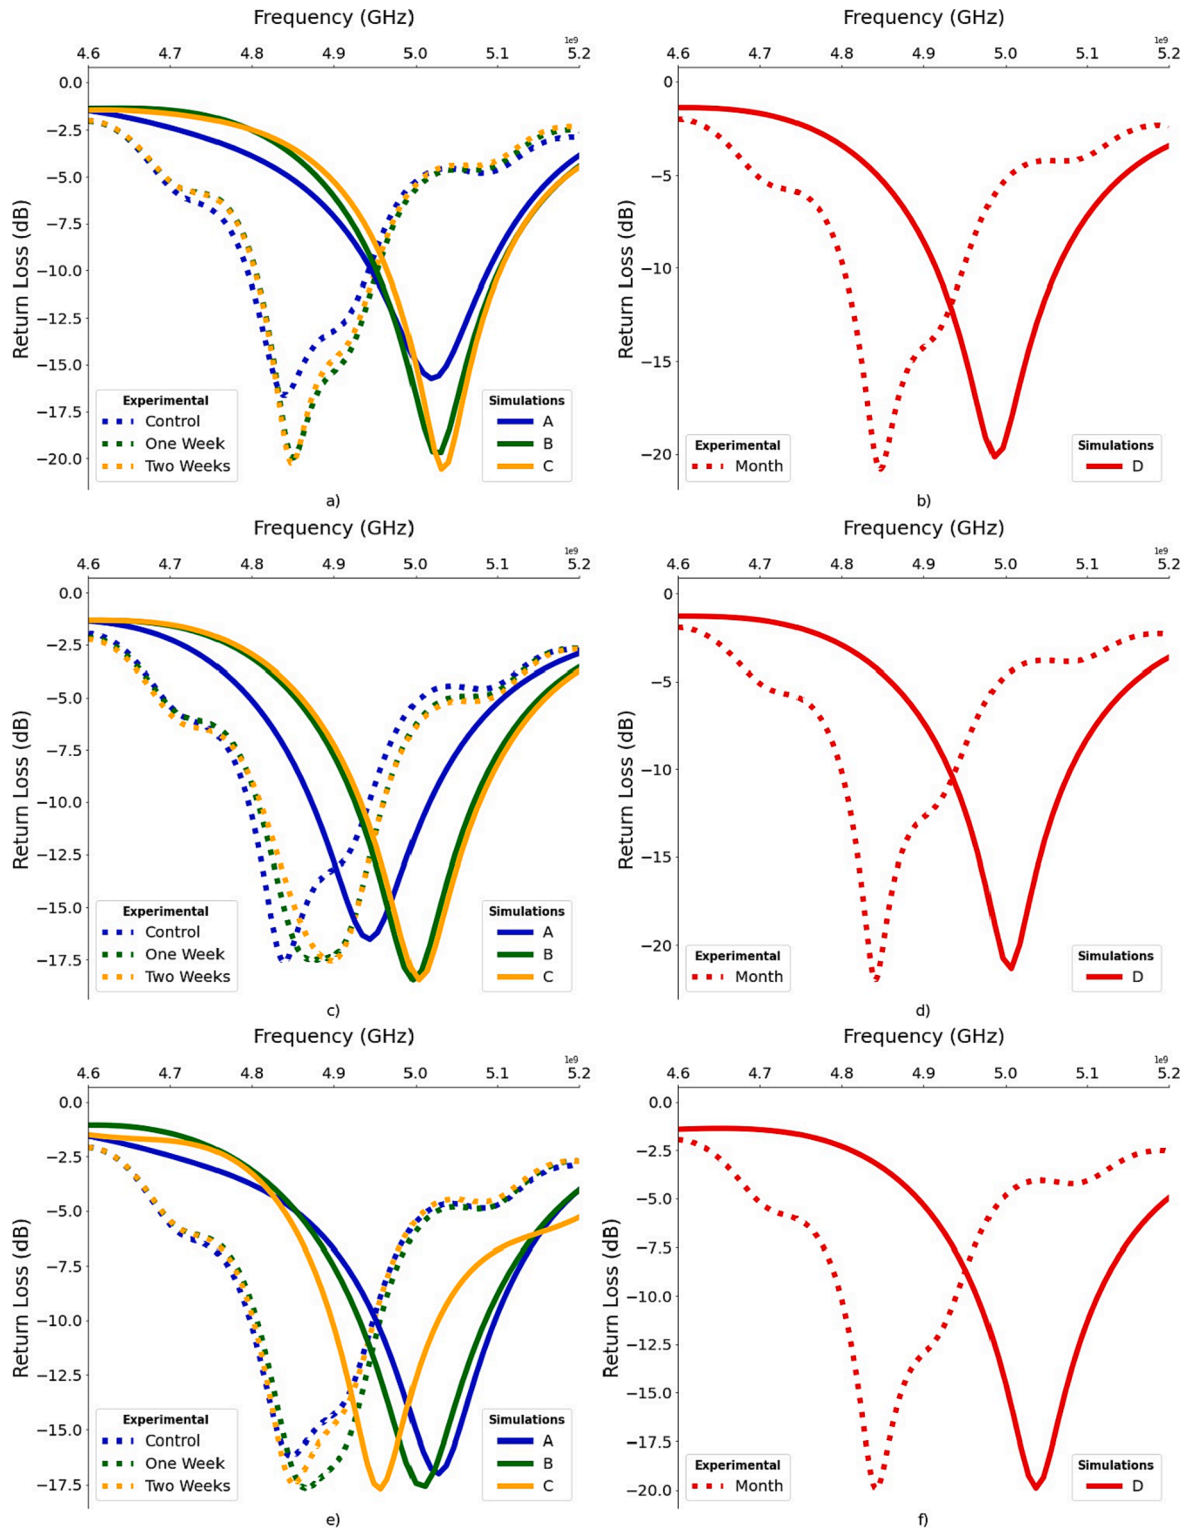 Frequency (GHz) Frequency (GHz)
1e9 1e9
4.6 4.7 4.8 4.9 5.0 5.1 5.2 4.6 4.7 4.8 4.9 5.0 5.1 5.2
Return Loss (dB)
0.0
−2.5
−5.0
−7.5
−10.0
−12.5
−15.0
−17.5
−20.0
Experimental
Control
One Week
Two Weeks
Simulations
A
B
C
a)
Return Loss (dB)
0
−5
−10
−15
−20
Experimental
Month
Simulations
D
b)
Frequency (GHz) Frequency (GHz)
1e9 1e9
4.6 4.7 4.8 4.9 5.0 5.1 5.2 4.6 4.7 4.8 4.9 5.0 5.1 5.2
Return Loss (dB)
0.0
−2.5
−5.0
−7.5
−10.0
−12.5
−15.0
−17.5
Experimental
Control
One Week
Two Weeks
Simulations
A
B
C
c)
Return Loss (dB)
0
−5
−10
−15
−20
Experimental
Month
Simulations
D
d)
Frequency (GHz) Frequency (GHz)
1e9 1e9
4.6 4.7 4.8 4.9 5.0 5.1 5.2 4.6 4.7 4.8 4.9 5.0 5.1 5.2
Return Loss (dB)
0.0
−2.5
−5.0
−7.5
−10.0
−12.5
−15.0
−17.5
Experimental
Control
One Week
Two Weeks
Simulations
A
B
C
e)
Return Loss (dB)
0.0
−2.5
−5.0
−7.5
−10.0
−12.5
−15.0
−17.5
−20.0
Experimental
Month
Simulations
D
f)